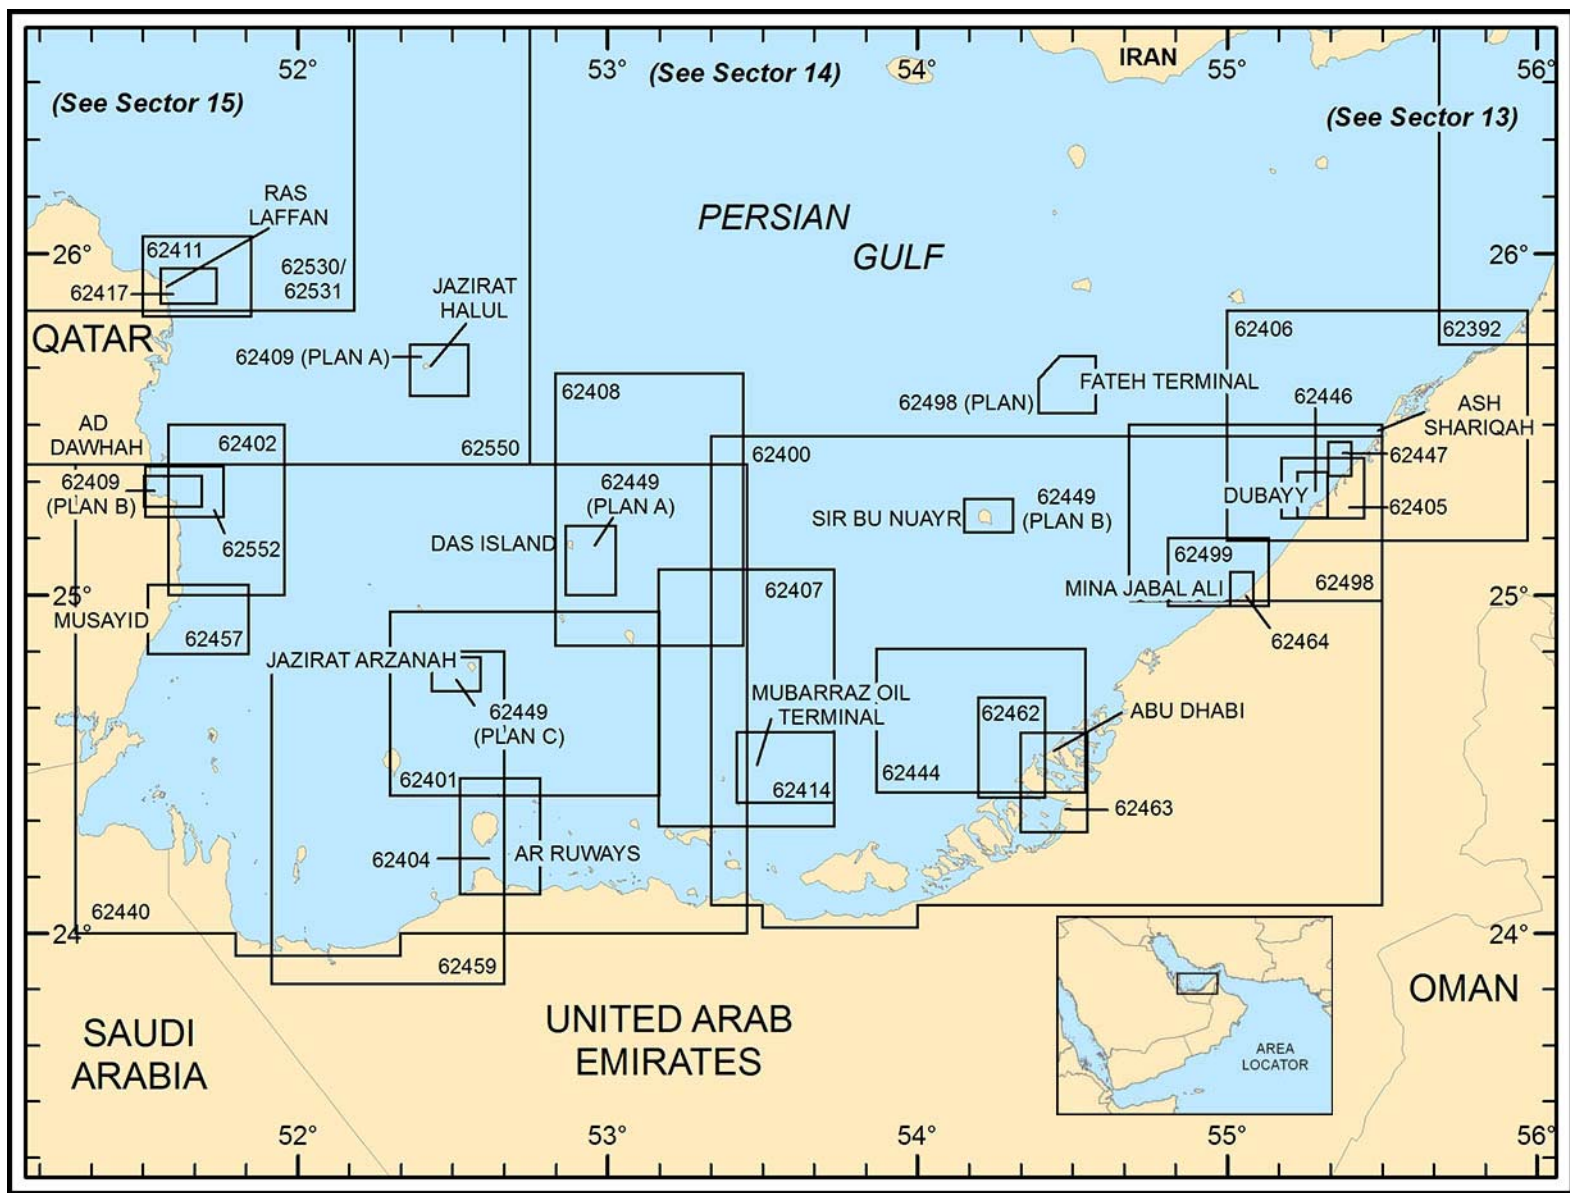 52°
53°
54°
55°
56°
(See Sector 14)
IRAN
(See Sector 15)
(See Sector 13)
RAS
LAFFAN
PERSIAN
GULF
26°
62411
62530/
62531
26°
62417
JAZIRAT
HALUL
QATAR
62409 (PLAN A)
62406
62392
62408
FATEH TERMINAL
62498 (PLAN)
62446
ASH
SHARIQAH
AD
DAWHAH
62402
62550
62400
62447
62409
(PLAN B)
62449
(PLAN A)
62449
(PLAN B)
SIR BU NUAYR
DUBAYY
62405
62552
DAS ISLAND
62499
25°
62407
MINA JABAL ALI
62498
25°
MUSAYID
62457
62464
JAZIRAT ARZANAH
62449
(PLAN C)
MUBARRAZ OIL
TERMINAL
62462
ABU DHABI
62401
62414
62444
62463
62404
AR RUWAYS
62440
24°
24°
62459
OMAN
SAUDI
ARABIA
UNITED ARAB
EMIRATES
AREA
LOCATOR
52°
53°
54°
55°
56°